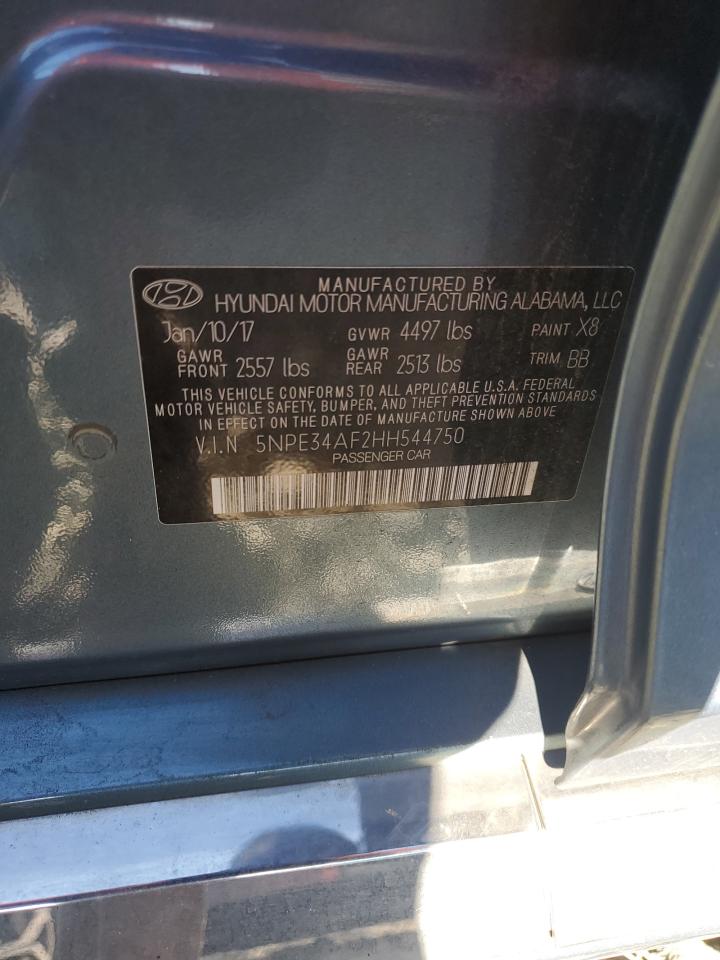 MANUFACTURED BY
HYUNDAI MOTOR MANUFACTURING ALABAMA, LLC
Jan/10/17 GVWR 4497 lbs PAINT X8
GAWR FRONT 2557 lbs GAWR REAR 2513 lbs TRIM BB
THIS VEHICLE CONFORMS TO ALL APPLICABLE U.S.A. FEDERAL
MOTOR VEHICLE SAFETY, BUMPER, AND THEFT PREVENTION STANDARDS
IN EFFECT ON THE DATE OF MANUFACTURE SHOWN ABOVE
V.I.N 5NPE34AF2HH544750
PASSENGER CAR